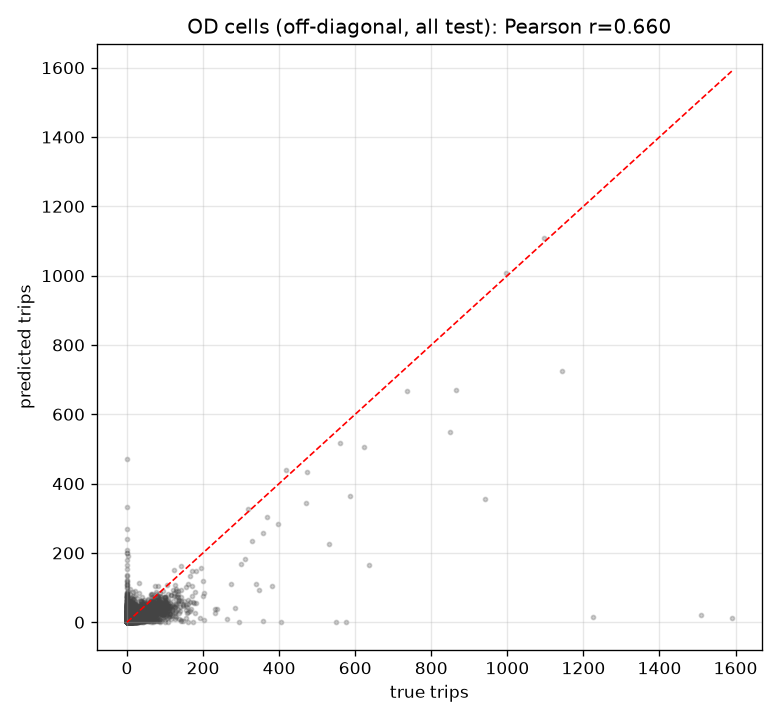 OD cells (off-diagonal, all test): Pearson r=0.660
1600
1400
1200
1000
800
600
400
200
0
predicted trips
0 200 400 600 800 1000 1200 1400 1600
true trips